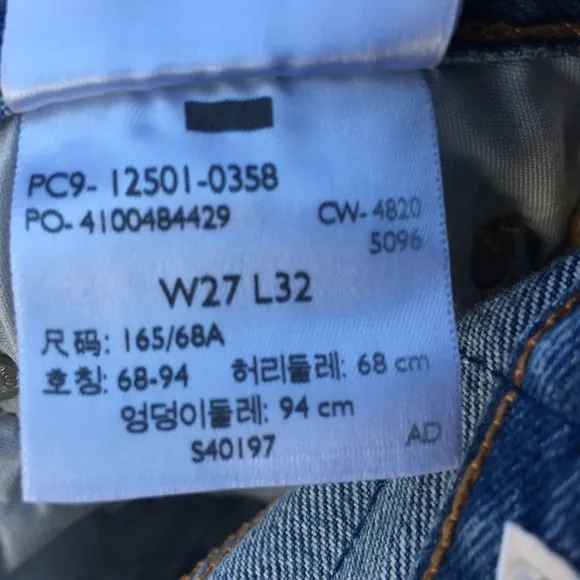 PC9- 12501-0358
PO- 4100484429 CW- 4820
5096
W27 L32
尺码: 165/68A
호칭: 68-94 허리둘레: 68 cm
엉덩이둘레: 94 cm
S40197 AD